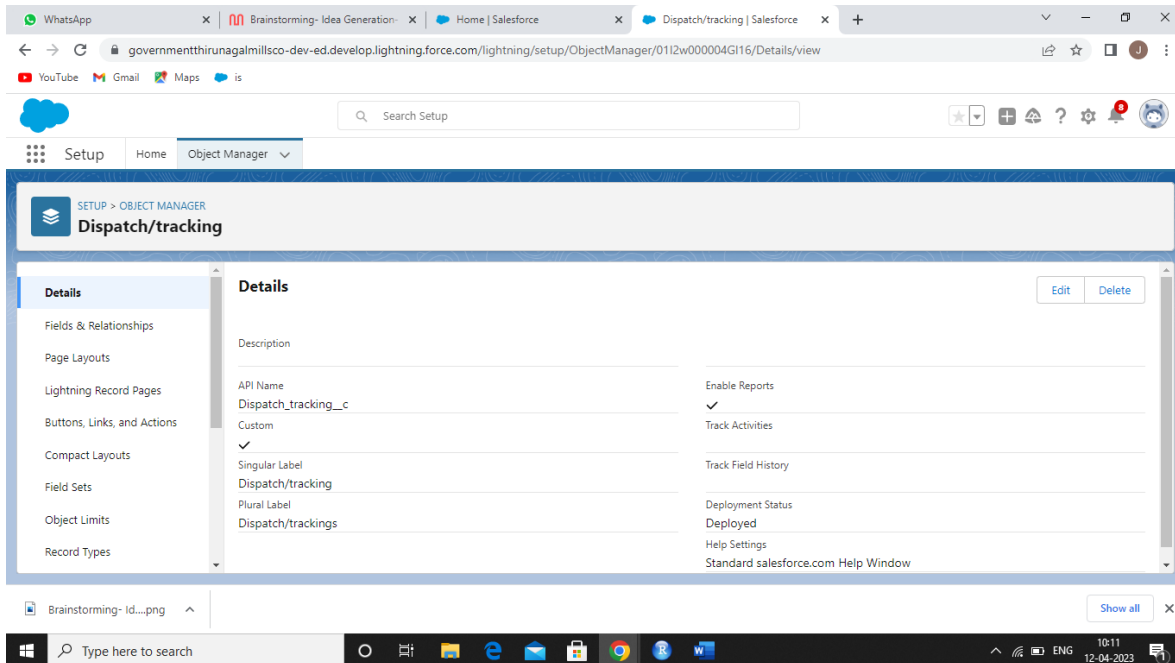 WhatsApp
Brainstorming- Idea Generation-
Home | Salesforce
Dispatch/tracking | Salesforce
governmentthirunagalmillsco-dev-ed.develop.lightning.force.com/lightning/setup/ObjectManager/01I2w000004GI16/Details/view
J
YouTube
Gmail
Maps
is
Search Setup
8
Setup
Home
Object Manager
SETUP > OBJECT MANAGER
Dispatch/tracking
Details
Fields & Relationships
Page Layouts
Lightning Record Pages
Buttons, Links, and Actions
Compact Layouts
Field Sets
Object Limits
Record Types
Details
Edit
Delete
Description
API Name
Dispatch_tracking__c
Custom
Singular Label
Dispatch/tracking
Plural Label
Dispatch/trackings
Enable Reports
Track Activities
Track Field History
Deployment Status
Deployed
Help Settings
Standard salesforce.com Help Window
Brainstorming- Id....png
Show all
Type here to search
R
W
ENG
10:11
12-04-2023
1